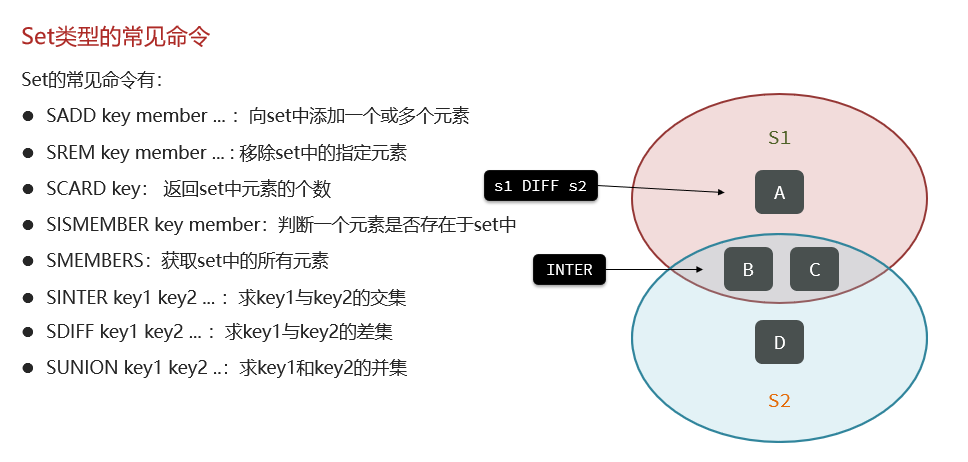 Set类型的常见命令
Set的常见命令有：
● SADD key member ... ：向set中添加一个或多个元素
● SREM key member ... : 移除set中的指定元素
● SCARD key： 返回set中元素的个数
● SISMEMBER key member：判断一个元素是否存在于set中
● SMEMBERS：获取set中的所有元素
● SINTER key1 key2 ... ：求key1与key2的交集
● SDIFF key1 key2 ... ：求key1与key2的差集
● SUNION key1 key2 ..：求key1和key2的并集
S1
s1 DIFF s2
A
INTER
B C
D
S2